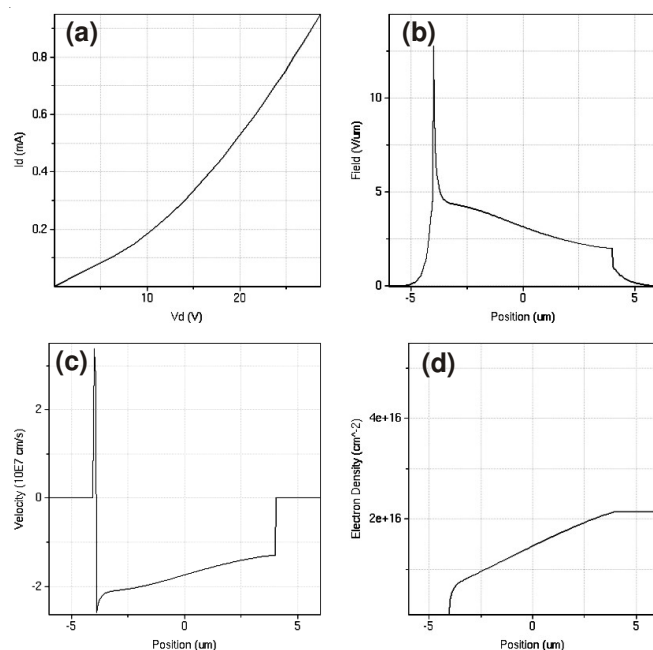 (a)
0.8
0.6
0.4
0.2
Id (mA)
10
20
Vd (V)
(b)
10
5
0
Field (V/um)
-5
0
5
Position (um)
(c)
2
0
-2
Velocity (10E7 cm/s)
-5
0
5
Position (um)
(d)
4e+16
2e+16
Electron Density (cm^-2)
-5
0
5
Position (um)